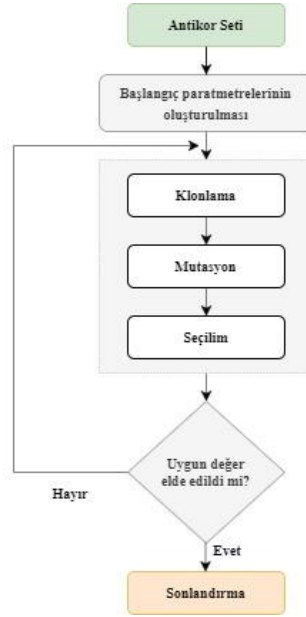 Antikor Seti
Başlangıç paratmetrelerinin
oluşturulması
Klonlama
Mutasyon
Seçilim
Uygun değer
elde edildi mi?
Hayır
Evet
Sonlandırma